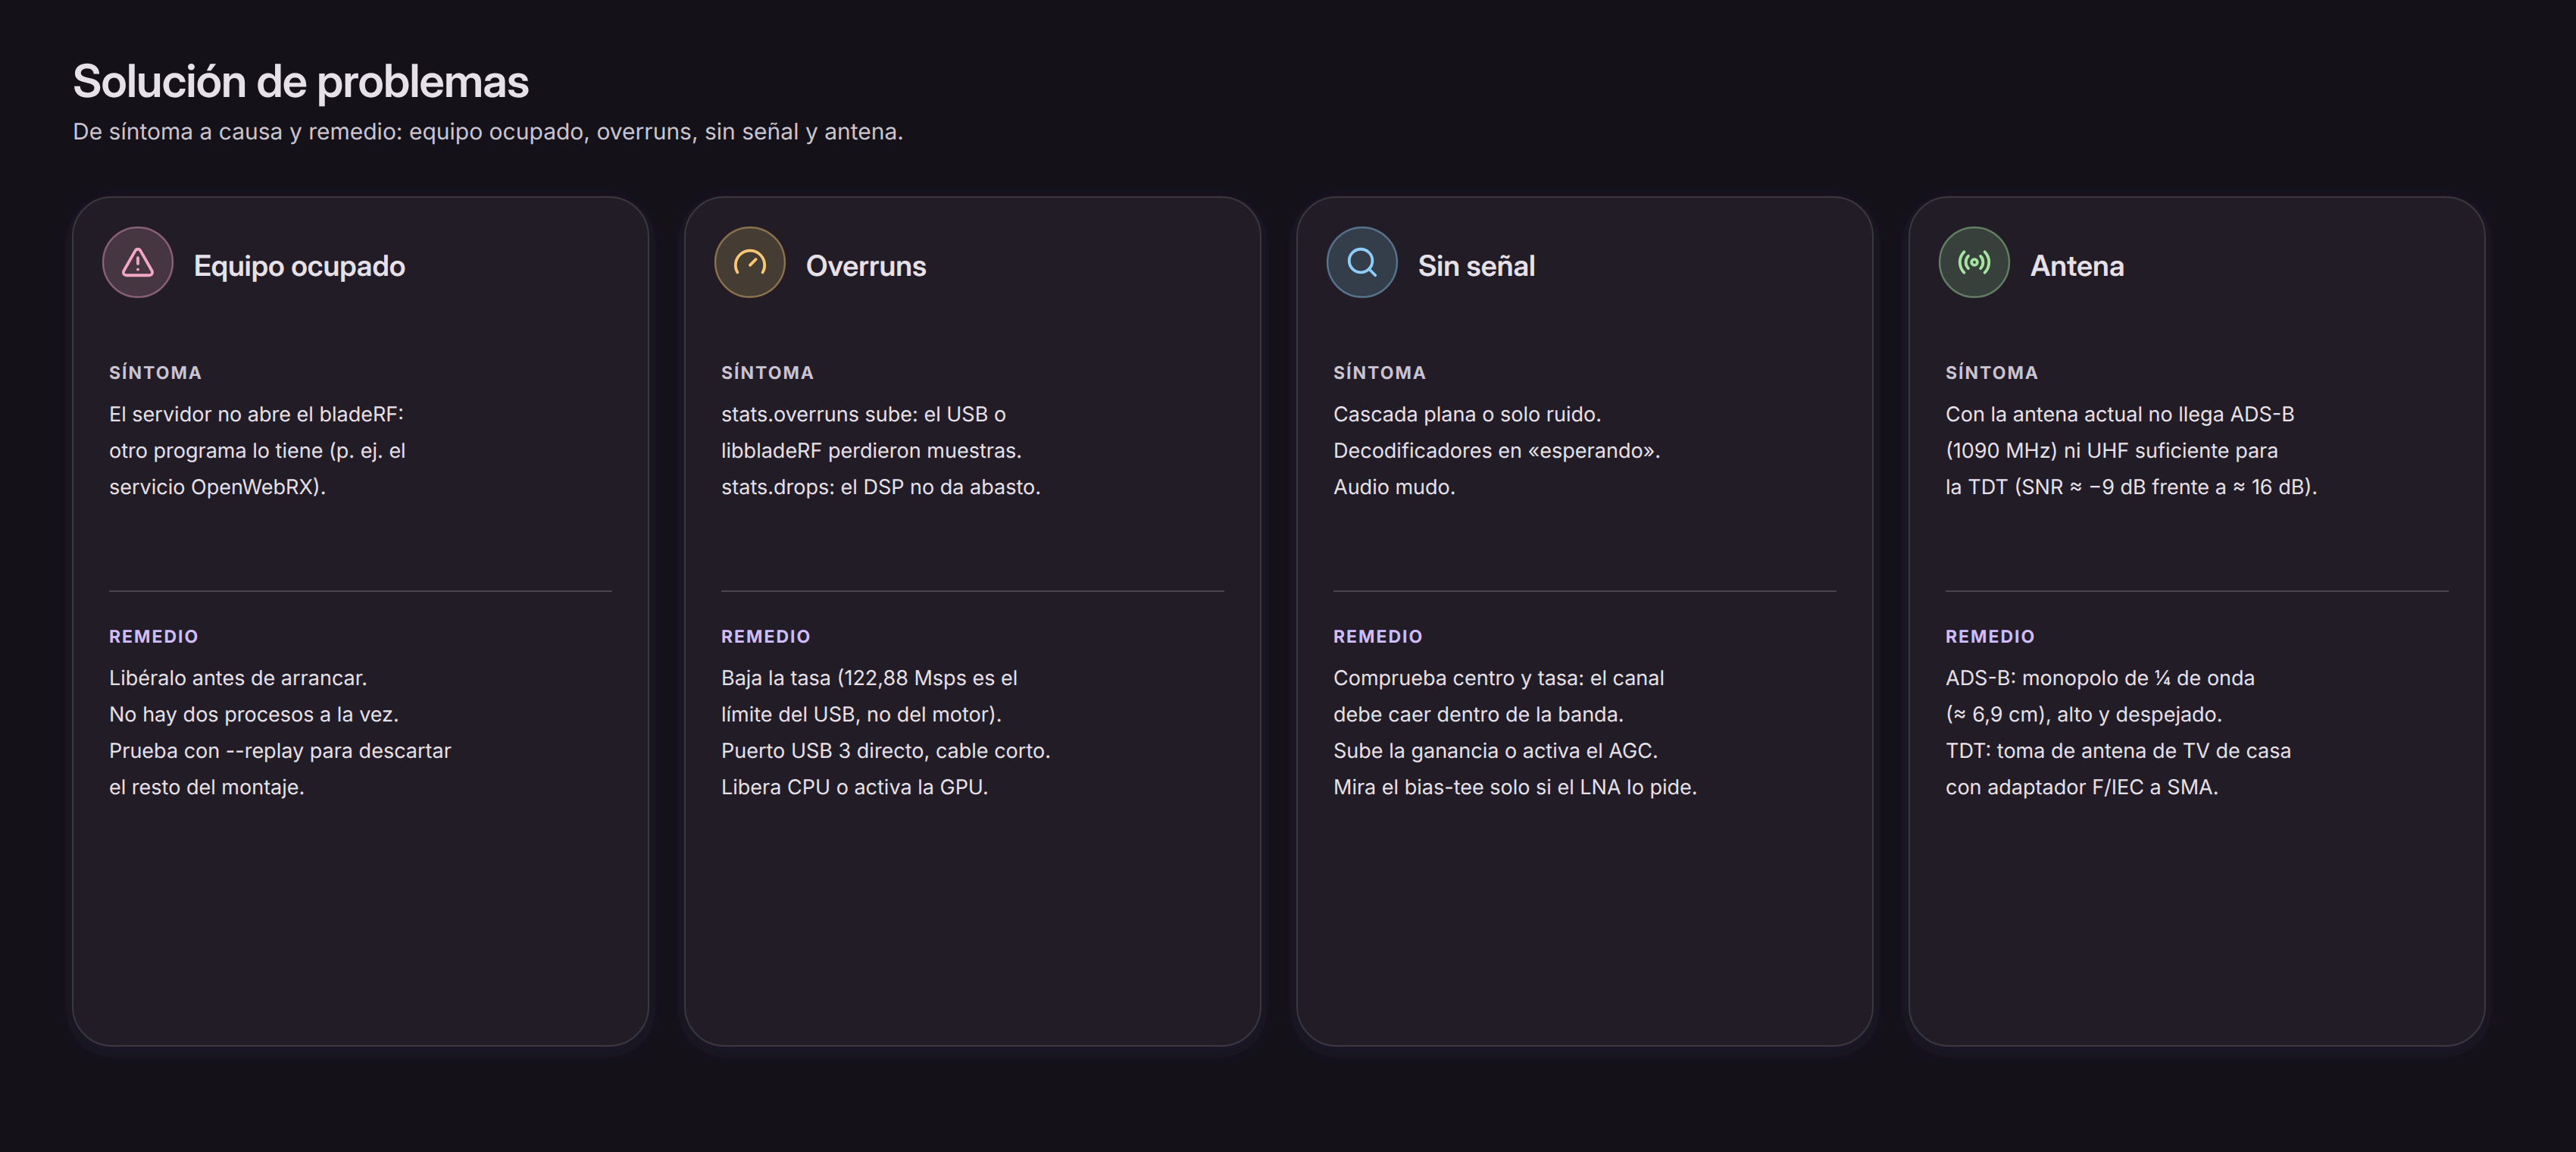 Solución de problemas
De síntoma a causa y remedio: equipo ocupado, overruns, sin señal y antena.
Equipo ocupado
SÍNTOMA
El servidor no abre el bladeRF:
otro programa lo tiene (p. ej. el
servicio OpenWebRX).
REMEDIO
Libéralo antes de arrancar.
No hay dos procesos a la vez.
Prueba con --replay para descartar
el resto del montaje.
Overruns
SÍNTOMA
stats.overruns sube: el USB o
libbladeRF perdieron muestras.
stats.drops: el DSP no da abasto.
REMEDIO
Baja la tasa (122,88 Msps es el
límite del USB, no del motor).
Puerto USB 3 directo, cable corto.
Libera CPU o activa la GPU.
Sin señal
SÍNTOMA
Cascada plana o solo ruido.
Decodificadores en «esperando».
Audio mudo.
REMEDIO
Comprueba centro y tasa: el canal
debe caer dentro de la banda.
Sube la ganancia o activa el AGC.
Mira el bias-tee solo si el LNA lo pide.
Antena
SÍNTOMA
Con la antena actual no llega ADS-B
(1090 MHz) ni UHF suficiente para
la TDT (SNR ≈ −9 dB frente a ≈ 16 dB).
REMEDIO
ADS-B: monopolo de ¼ de onda
(≈ 6,9 cm), alto y despejado.
TDT: toma de antena de TV de casa
con adaptador F/IEC a SMA.